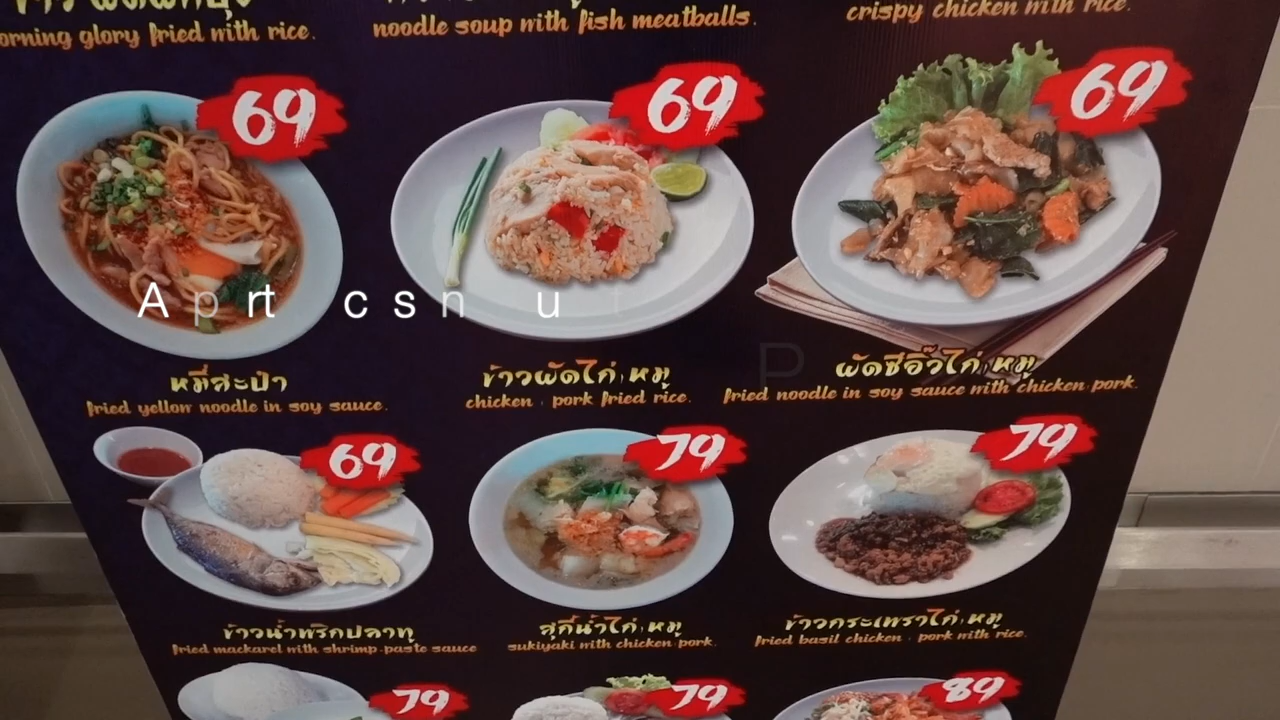 orning glory fried with rice.
noodle soup with fish meatballs.
crispy chicken with rice.
69
69
69
หมี่สะป๋า
fried yellow noodle in soy sauce.
ข้าวผัดไก่,หมู
chicken , pork fried rice.
ผัดซีอิ๊วไก่,หมู
fried noodle in soy sauce with chicken pork.
69
79
79
ข้าวน้ำพริกปลาทู
fried mackarel with shrimp paste sauce
สุกี้น้ำไก่,หมู
sukiyaki with chicken pork.
ข้าวกระเพราไก่,หมู
fried basil chicken , pork with rice.
79
79
89